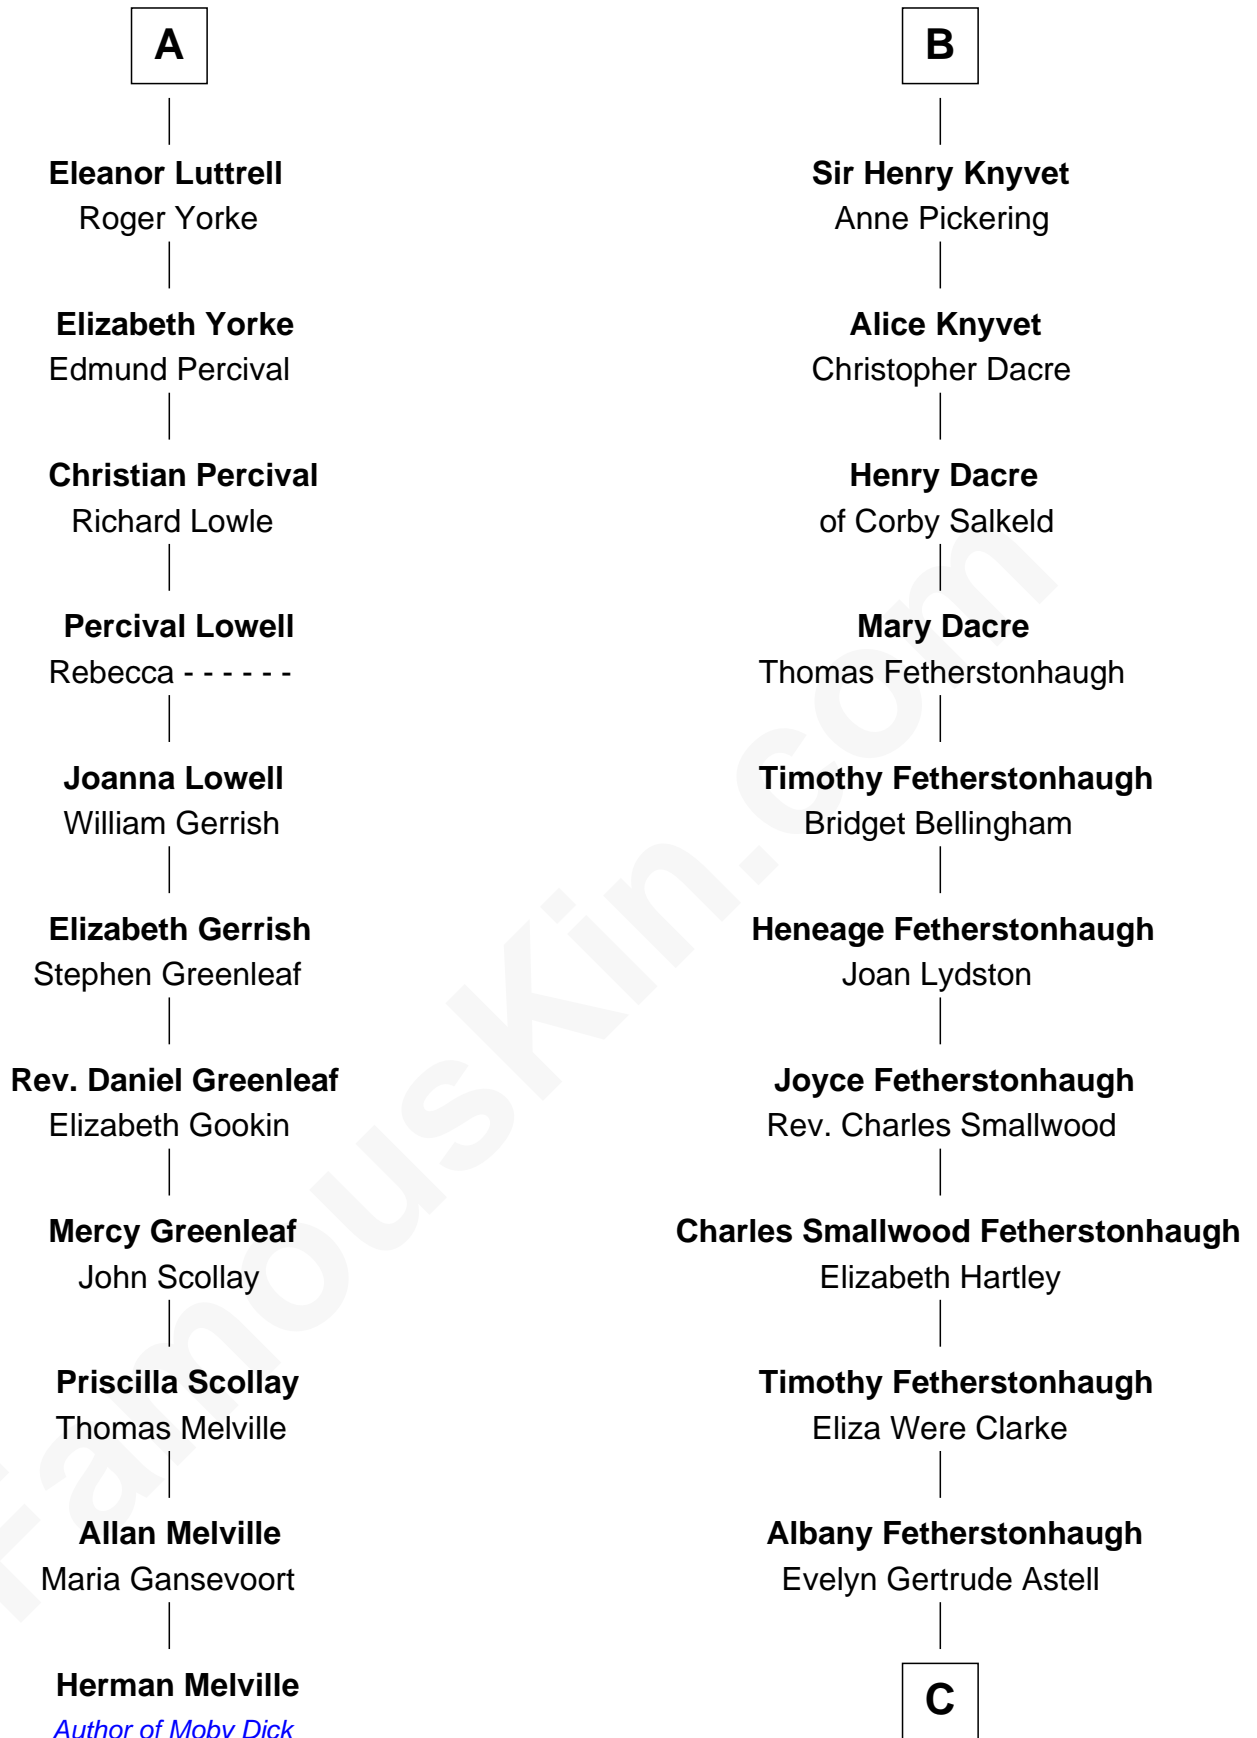 A
Eleanor Luttrell
Roger Yorke
Elizabeth Yorke
Edmund Percival
Christian Percival
Richard Lowle
Percival Lowell
Rebecca - - - - - -
Joanna Lowell
William Gerrish
Elizabeth Gerrish
Stephen Greenleaf
Rev. Daniel Greenleaf
Elizabeth Gookin
Mercy Greenleaf
John Scollay
Priscilla Scollay
Thomas Melville
Allan Melville
Maria Gansevoort
Herman Melville
Author of Moby Dick
B
Sir Henry Knyvet
Anne Pickering
Alice Knyvet
Christopher Dacre
Henry Dacre
of Corby Salkeld
Mary Dacre
Thomas Fetherstonhaugh
Timothy Fetherstonhaugh
Bridget Bellingham
Heneage Fetherstonhaugh
Joan Lydston
Joyce Fetherstonhaugh
Rev. Charles Smallwood
Charles Smallwood Fetherstonhaugh
Elizabeth Hartley
Timothy Fetherstonhaugh
Eliza Were Clarke
Albany Fetherstonhaugh
Evelyn Gertrude Astell
C
FamousKin.com